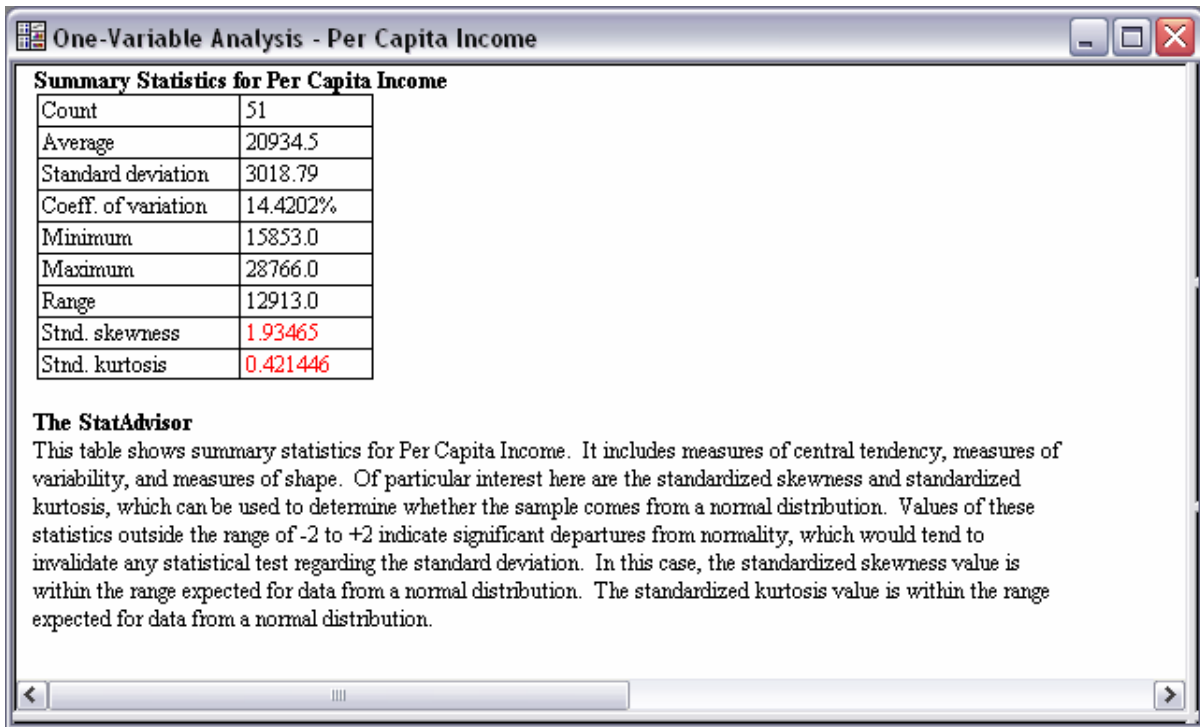 One-Variable Analysis - Per Capita Income
Summary Statistics for Per Capita Income
Count 51
Average 20934.5
Standard deviation 3018.79
Coeff. of variation 14.4202%
Minimum 15853.0
Maximum 28766.0
Range 12913.0
Stnd. skewness 1.93465
Stnd. kurtosis 0.421446
The StatAdvisor
This table shows summary statistics for Per Capita Income. It includes measures of central tendency, measures of
variability, and measures of shape. Of particular interest here are the standardized skewness and standardized
kurtosis, which can be used to determine whether the sample comes from a normal distribution. Values of these
statistics outside the range of -2 to +2 indicate significant departures from normality, which would tend to
invalidate any statistical test regarding the standard deviation. In this case, the standardized skewness value is
within the range expected for data from a normal distribution. The standardized kurtosis value is within the range
expected for data from a normal distribution.